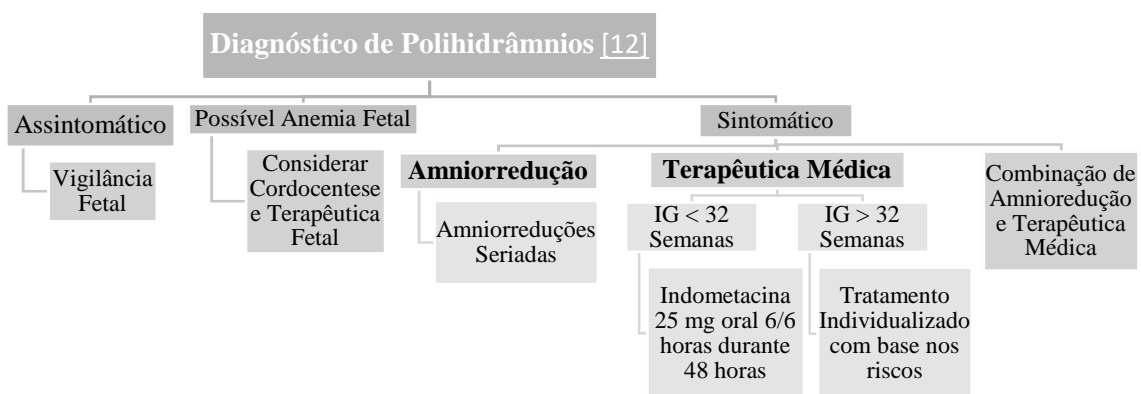 Diagnóstico de Polihidrâmnios [12]
Assintomático
Vigilância
Fetal
Possível Anemia Fetal
Considerar
Cordocentese
e Terapêutica
Fetal
Sintomático
Amniorredução
Amniorreduções
Seriadas
Terapêutica Médica
IG < 32
Semanas
Indometacina
25 mg oral 6/6
horas durante
48 horas
IG > 32
Semanas
Tratamento
Individualizado
com base nos
riscos
Combinação de
Amnioredução
e Terapêutica
Médica